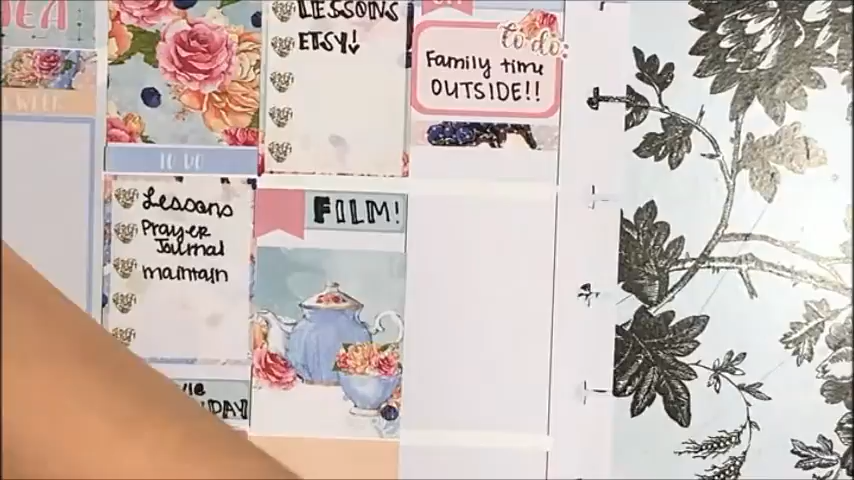 LESSONS
ETSY!
to do:
Family time
OUTSIDE!!
TO DO
Lessons
Prayer
Journal
maintain
FILM!